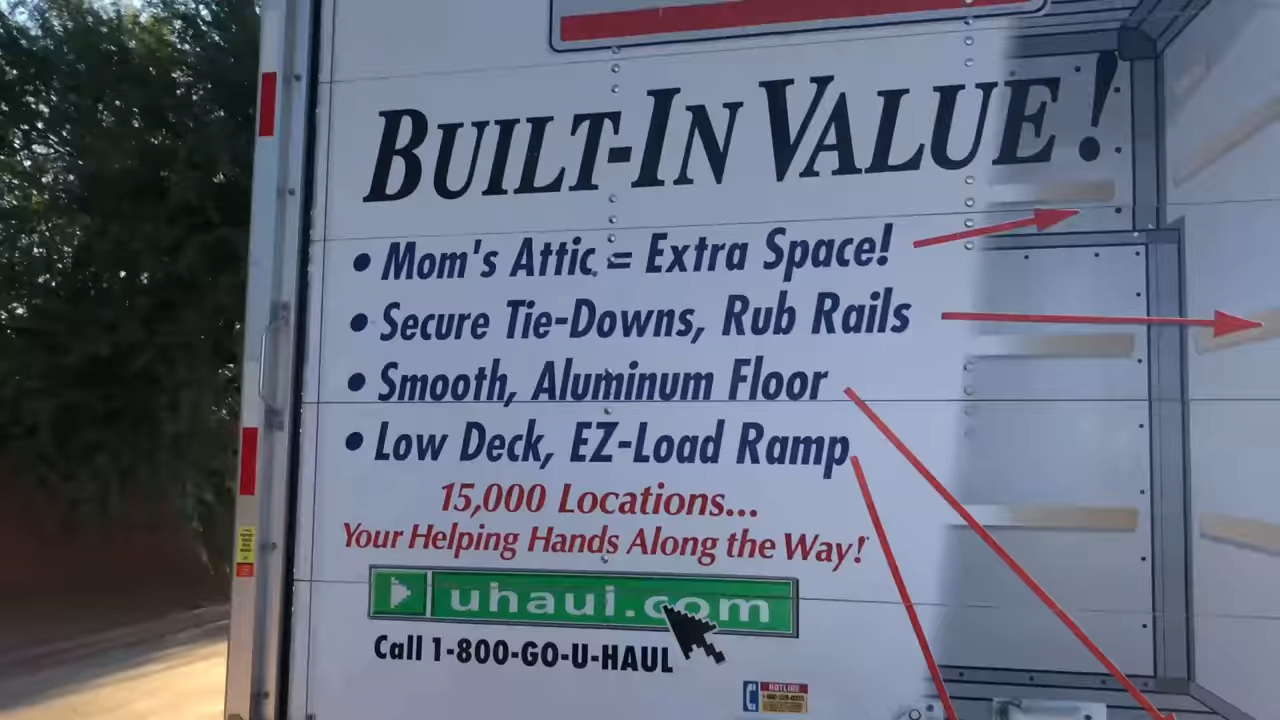 BUILT-IN VALUE!
• Mom's Attic = Extra Space!
• Secure Tie-Downs, Rub Rails
• Smooth, Aluminum Floor
• Low Deck, EZ-Load Ramp
15,000 Locations...
Your Helping Hands Along the Way!
uhaul.com
Call 1-800-GO-U-HAUL
HOTLINE